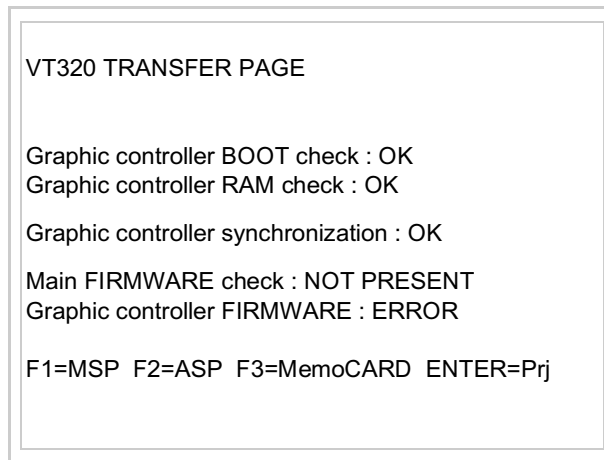 VT320 TRANSFER PAGE
Graphic controller BOOT check : OK
Graphic controller RAM check : OK
Graphic controller synchronization : OK
Main FIRMWARE check : NOT PRESENT
Graphic controller FIRMWARE : ERROR
F1=MSP F2=ASP F3=MemoCARD ENTER=Prj